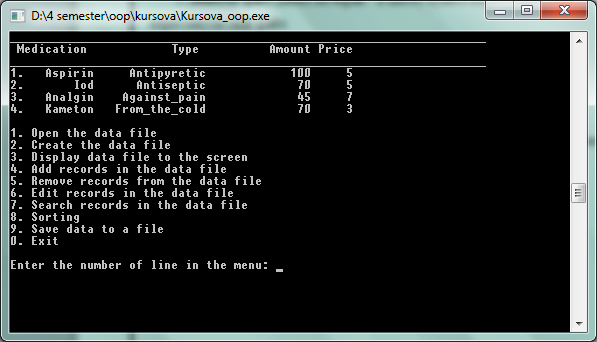 D:\4 semester\oop\kursova\Kursova_oop.exe
Medication Type Amount Price
1. Aspirin Antipyretic 100 5
2. Iod Antiseptic 70 5
3. Analgin Against_pain 45 7
4. Kameton From_the_cold 70 3
1. Open the data file
2. Create the data file
3. Display data file to the screen
4. Add records in the data file
5. Remove records from the data file
6. Edit records in the data file
7. Search records in the data file
8. Sorting
9. Save data to a file
0. Exit
Enter the number of line in the menu: _